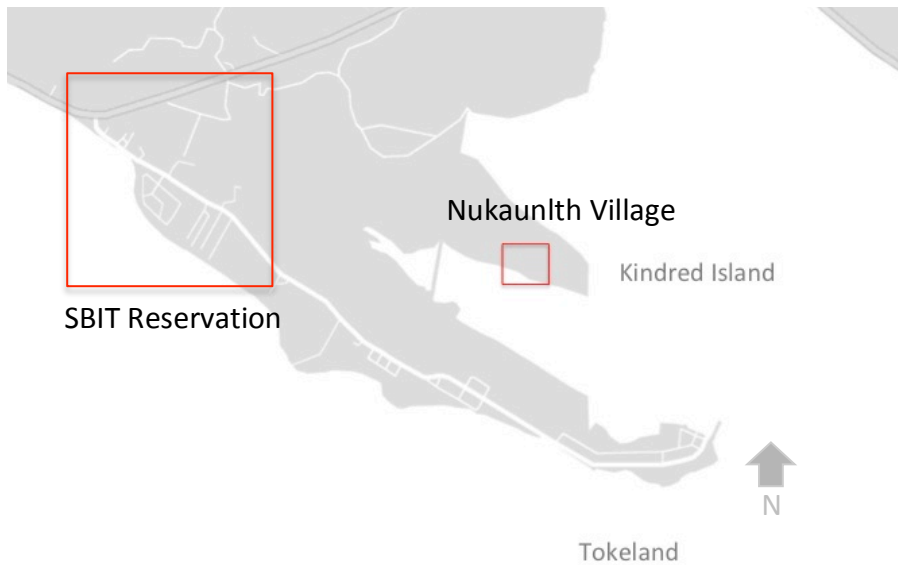 Nukaunlth Village
Kindred Island
SBIT Reservation
N
Tokeland